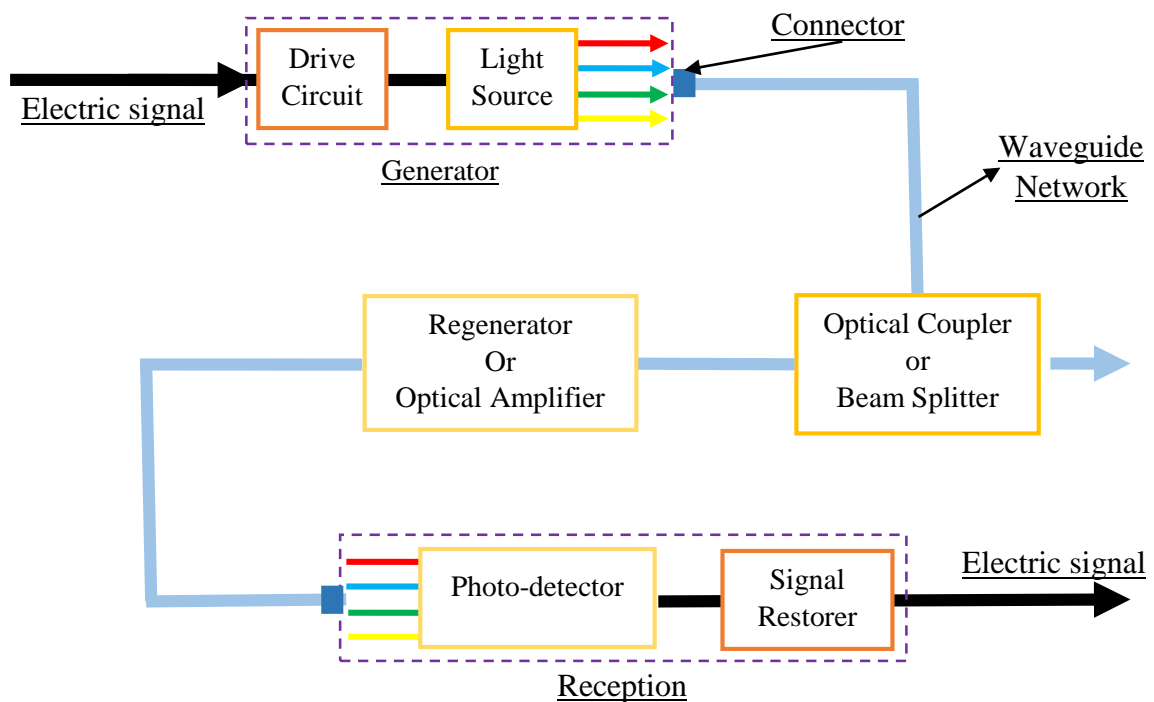 Connector
Drive
Circuit
Light
Source
Electric signal
Generator
Waveguide
Network
Regenerator
Or
Optical Amplifier
Optical Coupler
or
Beam Splitter
Photo-detector
Signal
Restorer
Electric signal
Reception